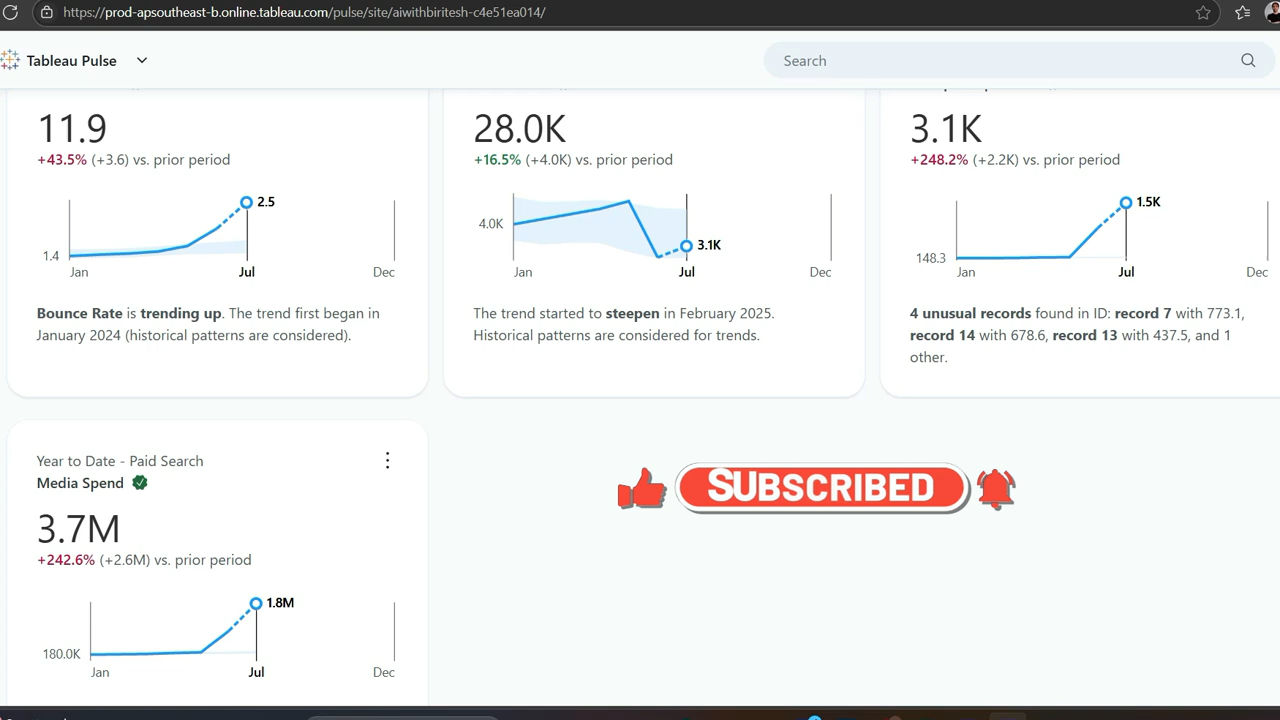 https://prod-apsoutheast-b.online.tableau.com/pulse/site/aiwithbiritesh-c4e51ea014/
Tableau Pulse
Search
11.9
+43.5% (+3.6) vs. prior period
2.5
1.4
Jan
Jul
Dec
Bounce Rate is trending up. The trend first began in
January 2024 (historical patterns are considered).
28.0K
+16.5% (+4.0K) vs. prior period
4.0K
3.1K
Jan
Jul
Dec
The trend started to steepen in February 2025.
Historical patterns are considered for trends.
3.1K
+248.2% (+2.2K) vs. prior period
1.5K
148.3
Jan
Jul
Dec
4 unusual records found in ID: record 7 with 773.1,
record 14 with 678.6, record 13 with 437.5, and 1
other.
Year to Date - Paid Search
Media Spend
3.7M
+242.6% (+2.6M) vs. prior period
1.8M
180.0K
Jan
Jul
Dec
SUBSCRIBED